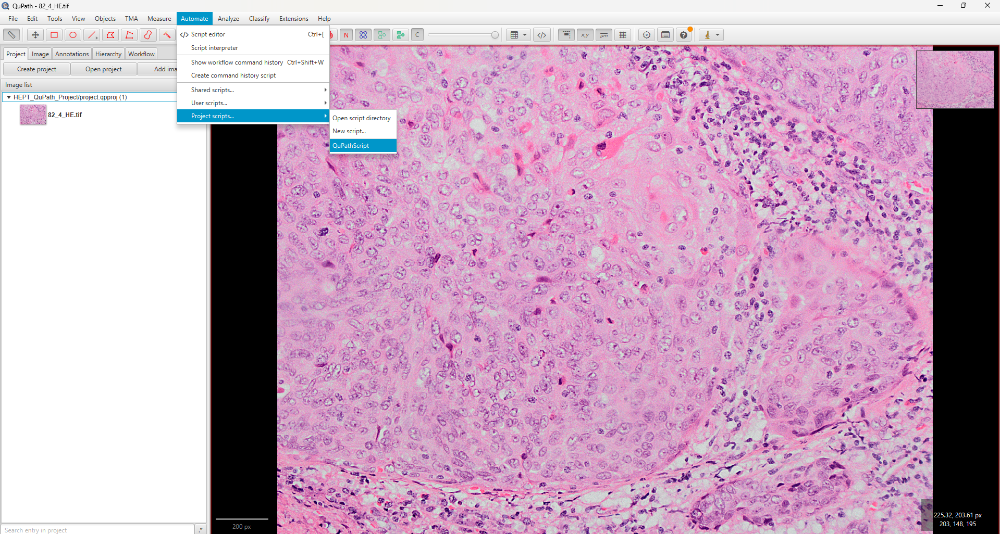 QuPath - 82_4_HE.tif
File Edit Tools View Objects TMA Measure Automate Analyze Classify Extensions Help
Script editor Ctrl+[
Script interpreter
Show workflow command history Ctrl+Shift+W
Create command history script
Shared scripts...
User scripts...
Project scripts...
Open script directory
New script...
QuPathScript
N C x,y
Project Image Annotations Hierarchy Workflow
Create project Open project Add ima
Image list
HEPT_QuPath_Project/project.qpproj (1)
82_4_HE.tif
Search entry in project .*
200 px
225.32, 203.61 px
203, 148, 195